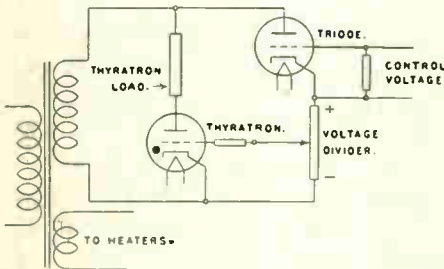 TRIODE.
CONTROL
VOLTAGE
THYRATRON
LOAD.
THYRATRON.
+
VOLTAGE
DIVIDER.
−
TO HEATERS.